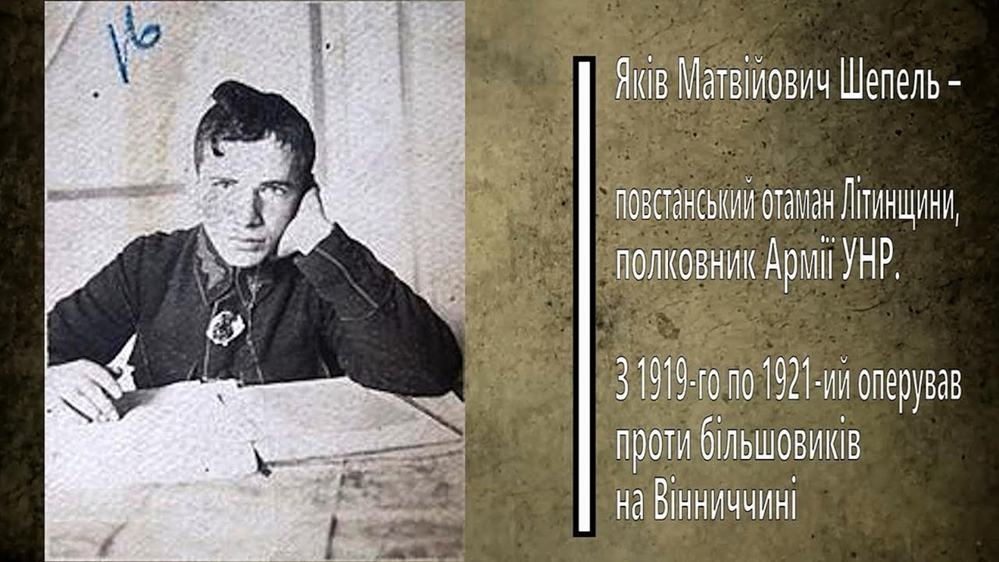 16
Яків Матвійович Шепель –
повстанський отаман Літинщини,
полковник Армії УНР.
З 1919-го по 1921-ий оперував
проти більшовиків
на Вінниччині